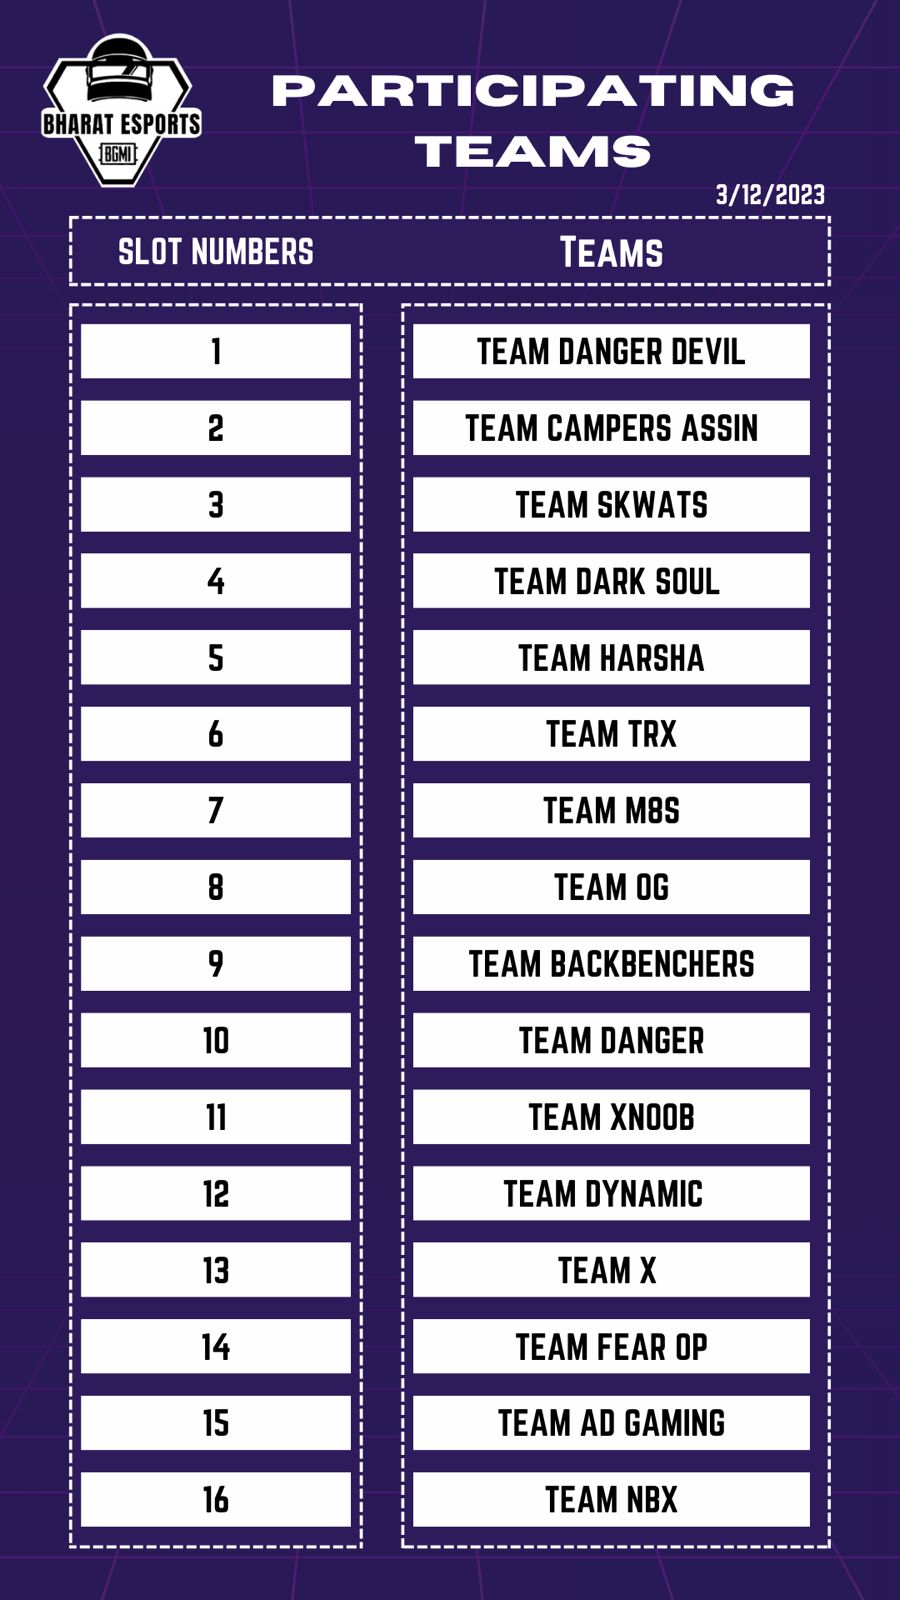 BHARAT ESPORTS
BGMI
PARTICIPATING
TEAMS
3/12/2023
SLOT NUMBERS TEAMS
1 TEAM DANGER DEVIL
2 TEAM CAMPERS ASSIN
3 TEAM SKWATS
4 TEAM DARK SOUL
5 TEAM HARSHA
6 TEAM TRX
7 TEAM M8S
8 TEAM OG
9 TEAM BACKBENCHERS
10 TEAM DANGER
11 TEAM XNOOB
12 TEAM DYNAMIC
13 TEAM X
14 TEAM FEAR OP
15 TEAM AD GAMING
16 TEAM NBX